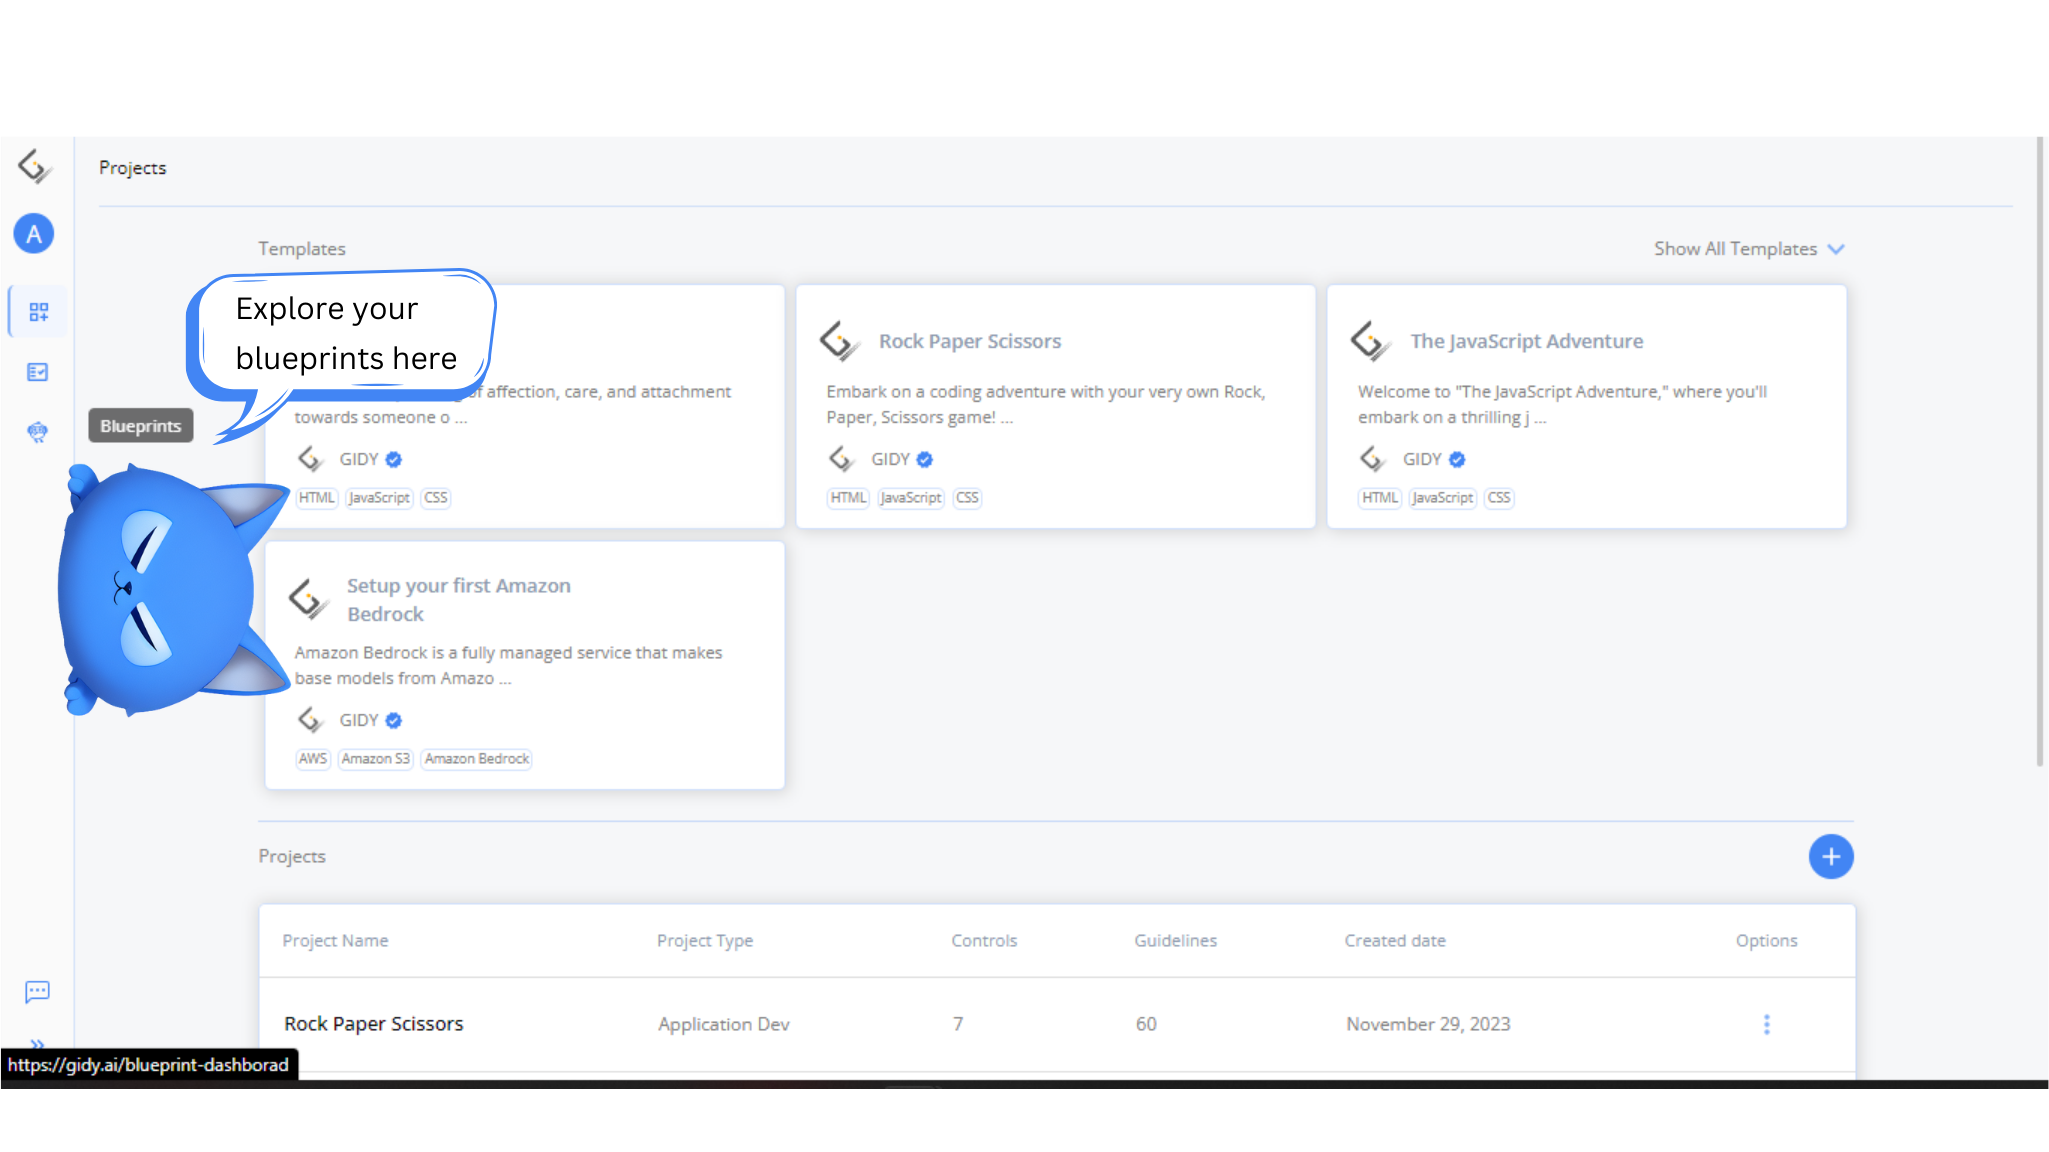 Projects
A
Templates
Show All Templates
Explore your
blueprints here
Blueprints
of affection, care, and attachment
towards someone o ...
GIDY
HTML JavaScript CSS
Rock Paper Scissors
Embark on a coding adventure with your very own Rock,
Paper, Scissors game! ...
GIDY
HTML JavaScript CSS
The JavaScript Adventure
Welcome to "The JavaScript Adventure," where you'll
embark on a thrilling j ...
GIDY
HTML JavaScript CSS
Setup your first Amazon
Bedrock
Amazon Bedrock is a fully managed service that makes
base models from Amazo ...
GIDY
AWS Amazon S3 Amazon Bedrock
Projects
Project Name Project Type Controls Guidelines Created date Options
Rock Paper Scissors Application Dev 7 60 November 29, 2023
https://gidy.ai/blueprint-dashborad